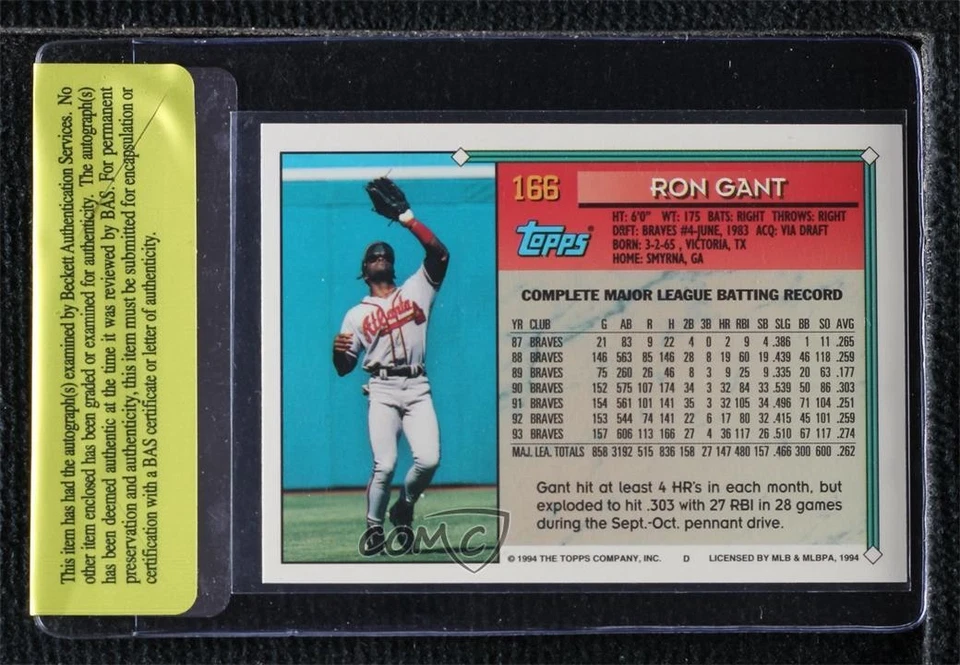 This item has had the autograph(s) examined by Beckett Authentication Services. No
other item enclosed has been graded or examined for authenticity. The autograph(s)
has been deemed authentic at the time it was reviewed by BAS. For permanent
preservation and authenticity, this item must be submitted for encapsulation or
certification with a BAS certificate or letter of authenticity.
Atlanta
166 RON GANT
topps
HT: 6'0" WT: 175 BATS: RIGHT THROWS: RIGHT
DRFT: BRAVES #4-JUNE, 1983 ACQ: VIA DRAFT
BORN: 3-2-65 , VICTORIA, TX
HOME: SMYRNA, GA
COMPLETE MAJOR LEAGUE BATTING RECORD
YR CLUB G AB R H 2B 3B HR RBI SB SLG BB SO AVG
87 BRAVES 21 83 9 22 4 0 2 9 4 .386 1 11 .265
88 BRAVES 146 563 85 146 28 8 19 60 19 .439 46 118 .259
89 BRAVES 75 260 26 46 8 3 9 25 9 .335 20 63 .177
90 BRAVES 152 575 107 174 34 3 32 84 33 .539 50 86 .303
91 BRAVES 154 561 101 141 35 3 32 105 34 .496 71 104 .251
92 BRAVES 153 544 74 141 22 6 17 80 32 .415 45 101 .259
93 BRAVES 157 606 113 166 27 4 36 117 26 .510 67 117 .274
MAJ. LEA. TOTALS 858 3192 515 836 158 27 147 480 157 .466 300 600 .262
Gant hit at least 4 HR's in each month, but
exploded to hit .303 with 27 RBI in 28 games
during the Sept.-Oct. pennant drive.
COMC
© 1994 THE TOPPS COMPANY, INC. D LICENSED BY MLB & MLBPA, 1994